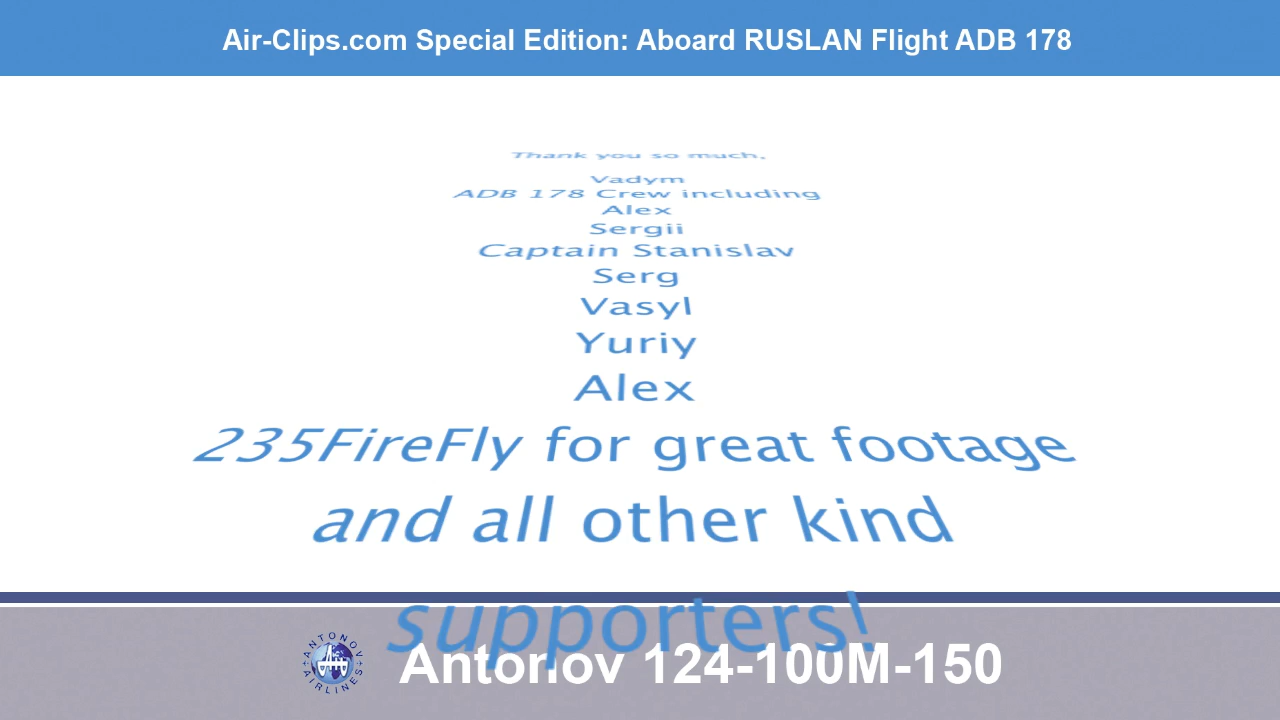 Air-Clips.com Special Edition: Aboard RUSLAN Flight ADB 178
Thank you so much,
Vadym
ADB 178 Crew including
Alex
Sergii
Captain Stanislav
Serg
Vasyl
Yuriy
Alex
235FireFly for great footage
and all other kind
supporters!
ANTONOV
AIRLINES
Antonov 124-100M-150